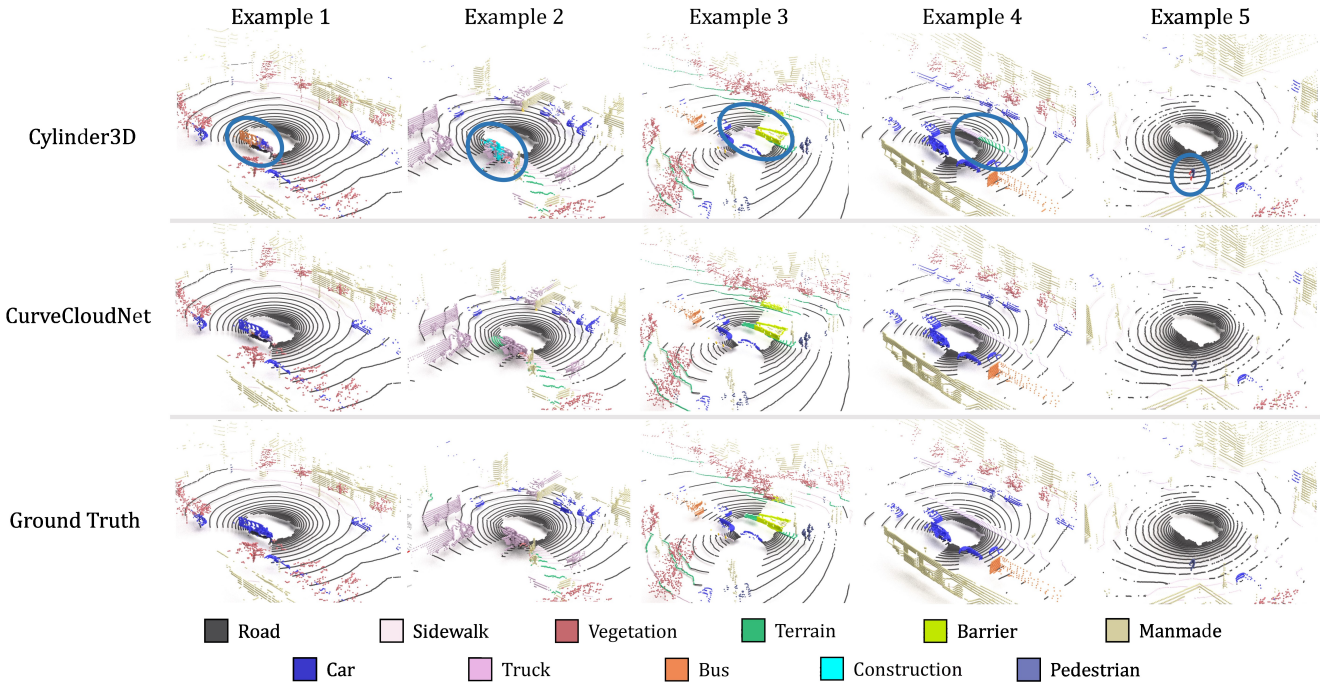 Example 1 Example 2 Example 3 Example 4 Example 5
Cylinder3D
CurveCloudNet
Ground Truth
Road Sidewalk Vegetation Terrain Barrier Manmade
Car Truck Bus Construction Pedestrian